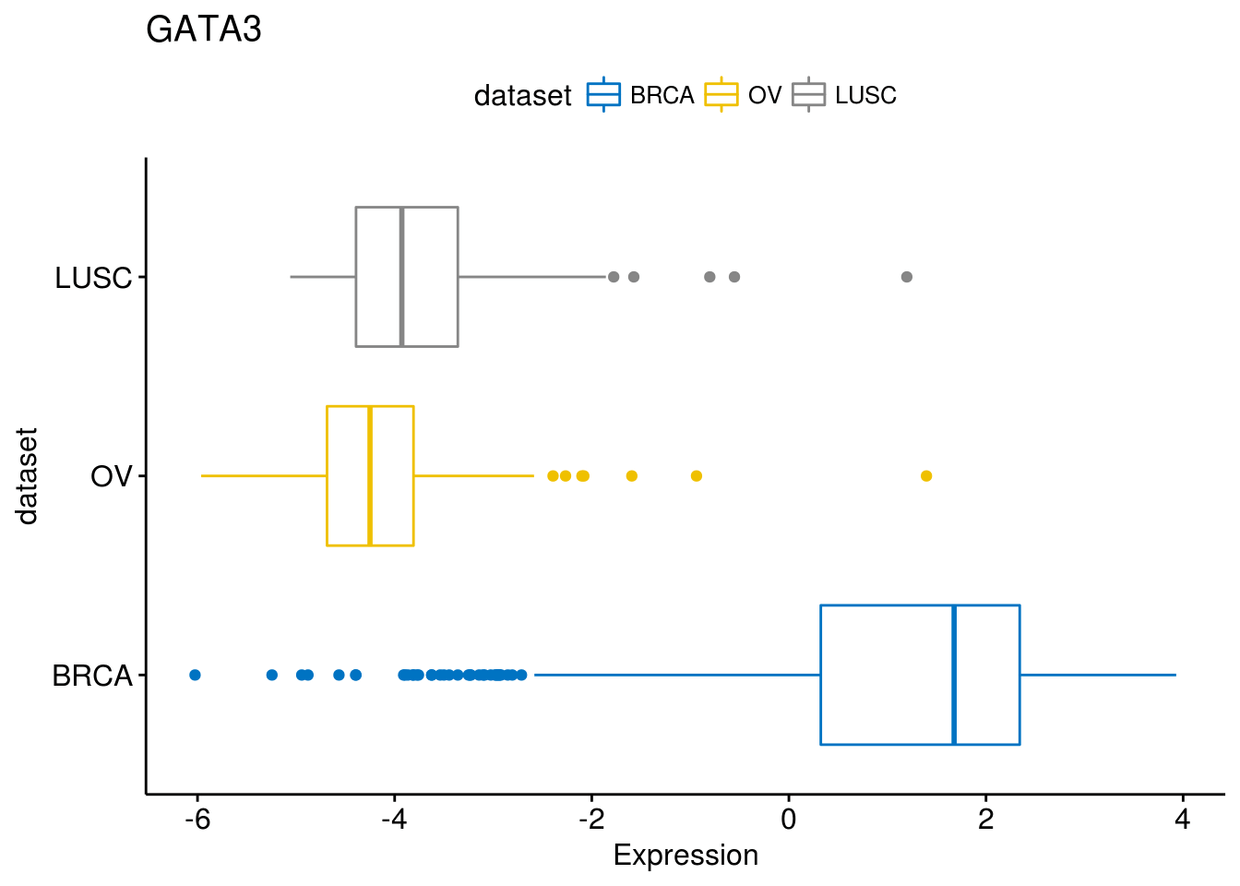 GATA3
dataset BRCA OV LUSC
LUSC
OV
BRCA
dataset
-6 -4 -2 0 2 4
Expression